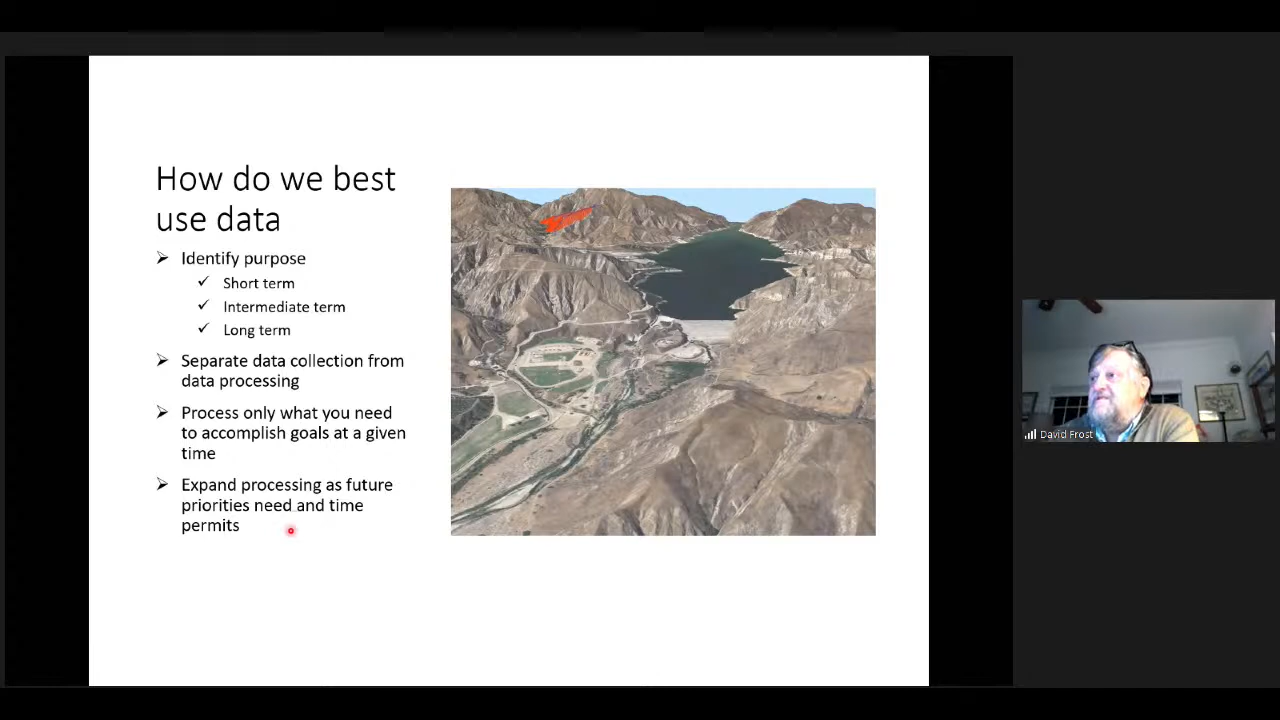 How do we best
use data
Identify purpose
Short term
Intermediate term
Long term
Separate data collection from
data processing
Process only what you need
to accomplish goals at a given
time
Expand processing as future
priorities need and time
permits
David Frost